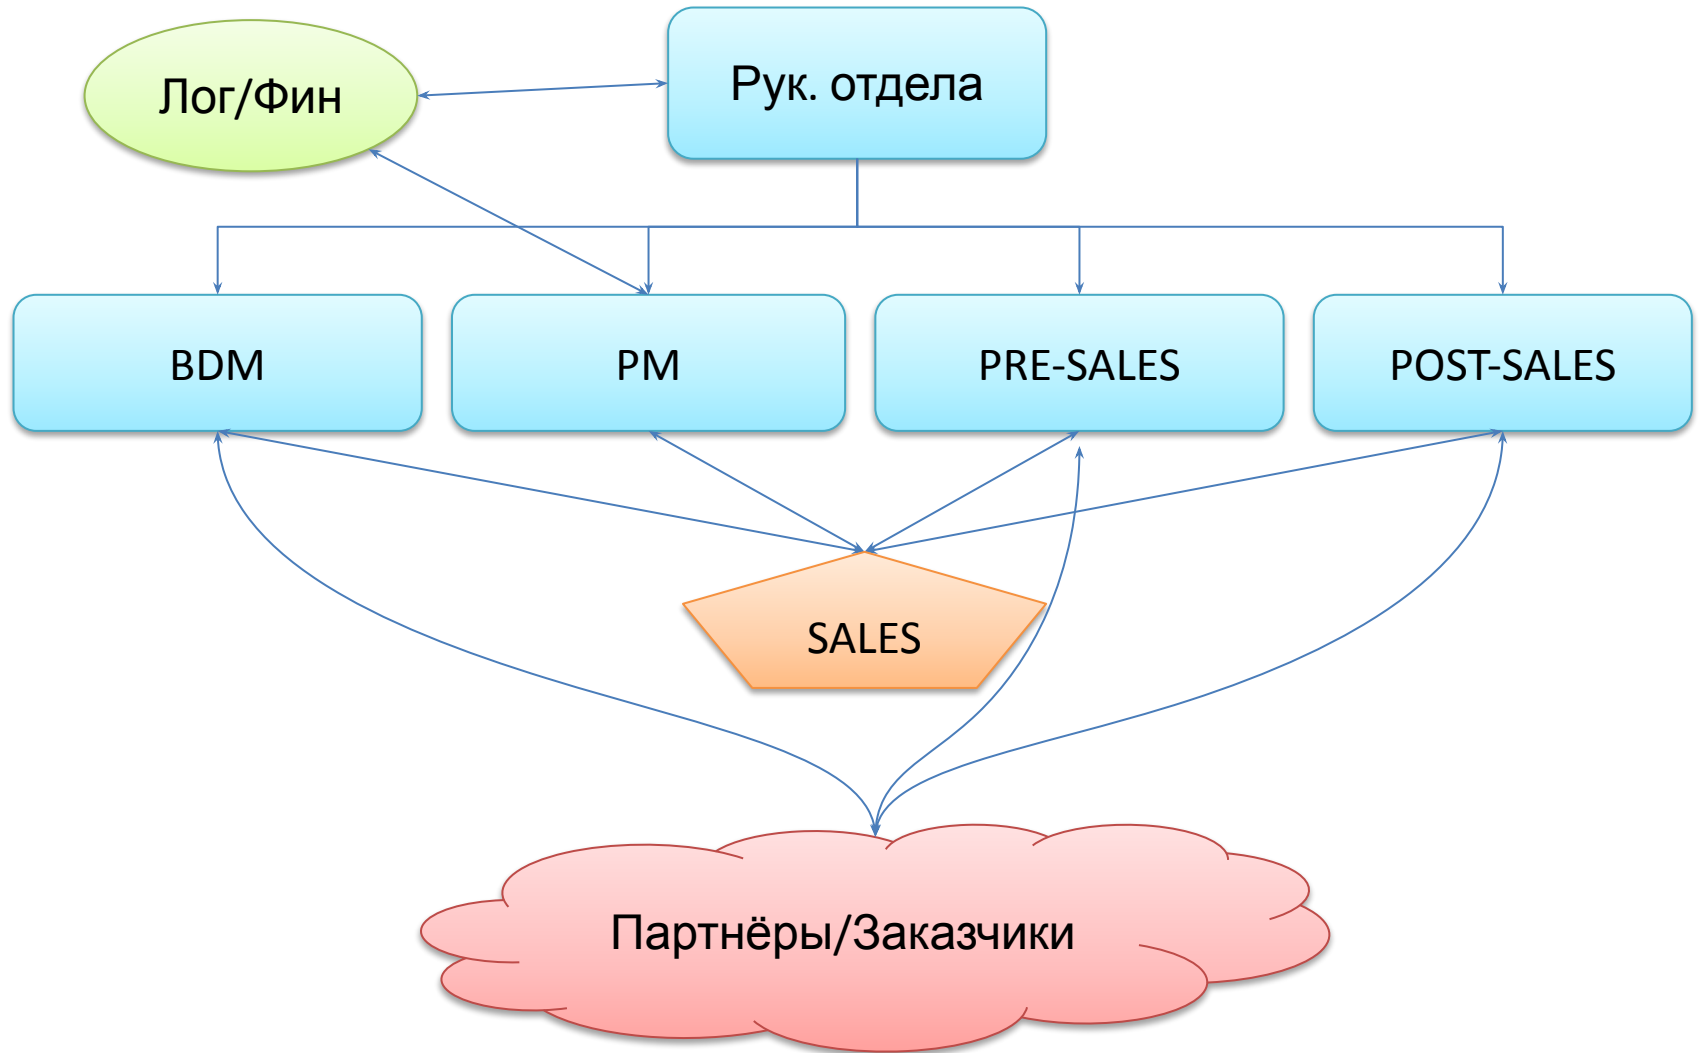 Лог/Фин
Рук. отдела
BDM
PM
PRE-SALES
POST-SALES
SALES
Партнёры/Заказчики